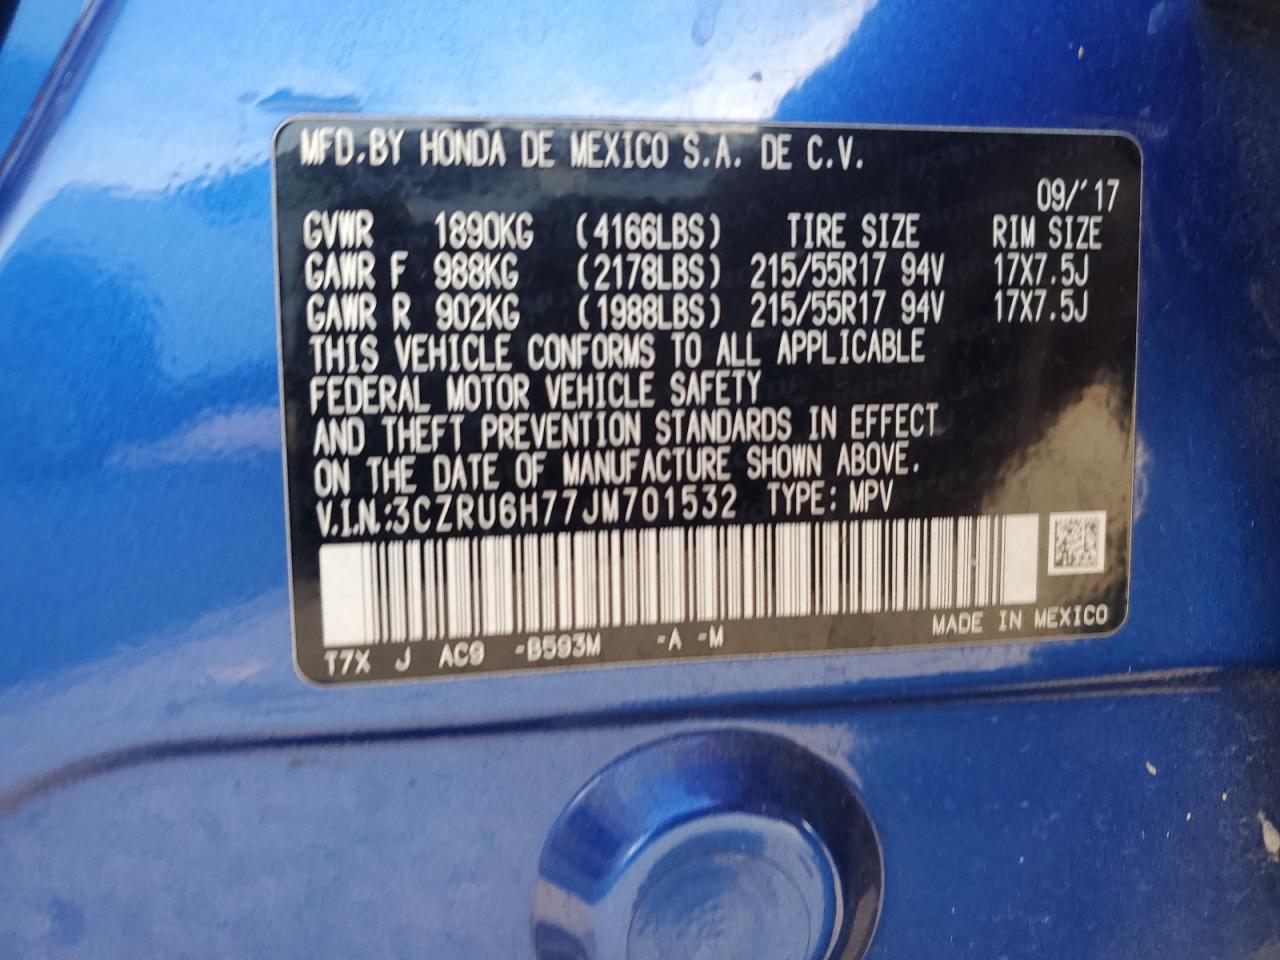 MFD.BY HONDA DE MEXICO S.A. DE C.V.
09/'17
GVWR 1890KG (4166LBS) TIRE SIZE RIM SIZE
GAWR F 988KG (2178LBS) 215/55R17 94V 17X7.5J
GAWR R 902KG (1988LBS) 215/55R17 94V 17X7.5J
THIS VEHICLE CONFORMS TO ALL APPLICABLE
FEDERAL MOTOR VEHICLE SAFETY
AND THEFT PREVENTION STANDARDS IN EFFECT
ON THE DATE OF MANUFACTURE SHOWN ABOVE.
V.I.N.:3CZRU6H77JM701532 TYPE: MPV
MADE IN MEXICO
T7X J AC9 -B593M -A -M